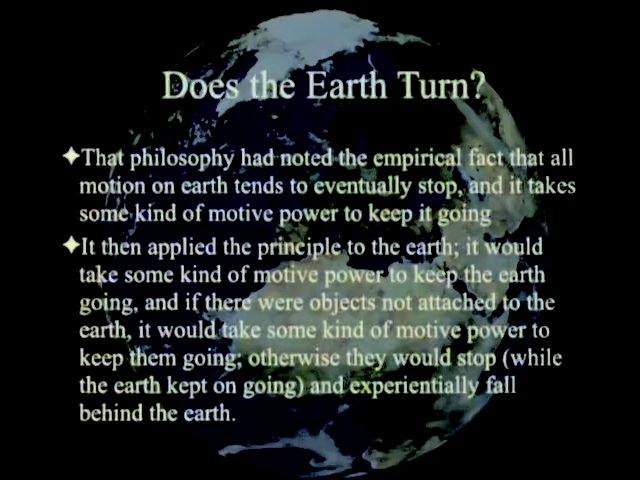 Does the Earth Turn?
✦That philosophy had noted the empirical fact that all
motion on earth tends to eventually stop, and it takes
some kind of motive power to keep it going
✦It then applied the principle to the earth; it would
take some kind of motive power to keep the earth
going, and if there were objects not attached to the
earth, it would take some kind of motive power to
keep them going; otherwise they would stop (while
the earth kept on going) and experientially fall
behind the earth.